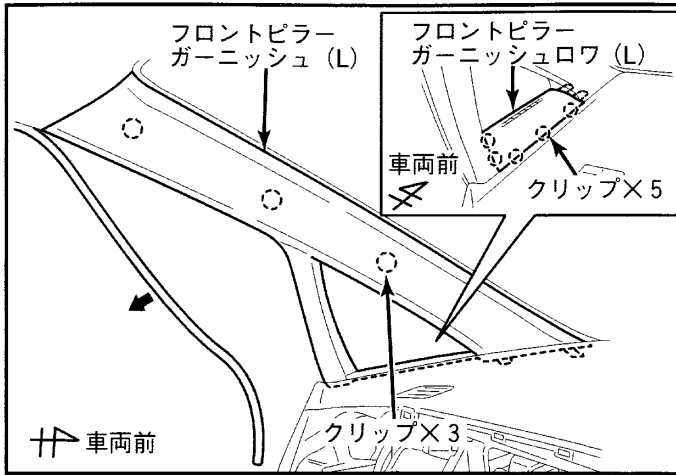 フロントピラー
ガーニッシュ (L)
フロントピラー
ガーニッシュロワ (L)
車両前
クリップ×5
クリップ×3
車両前